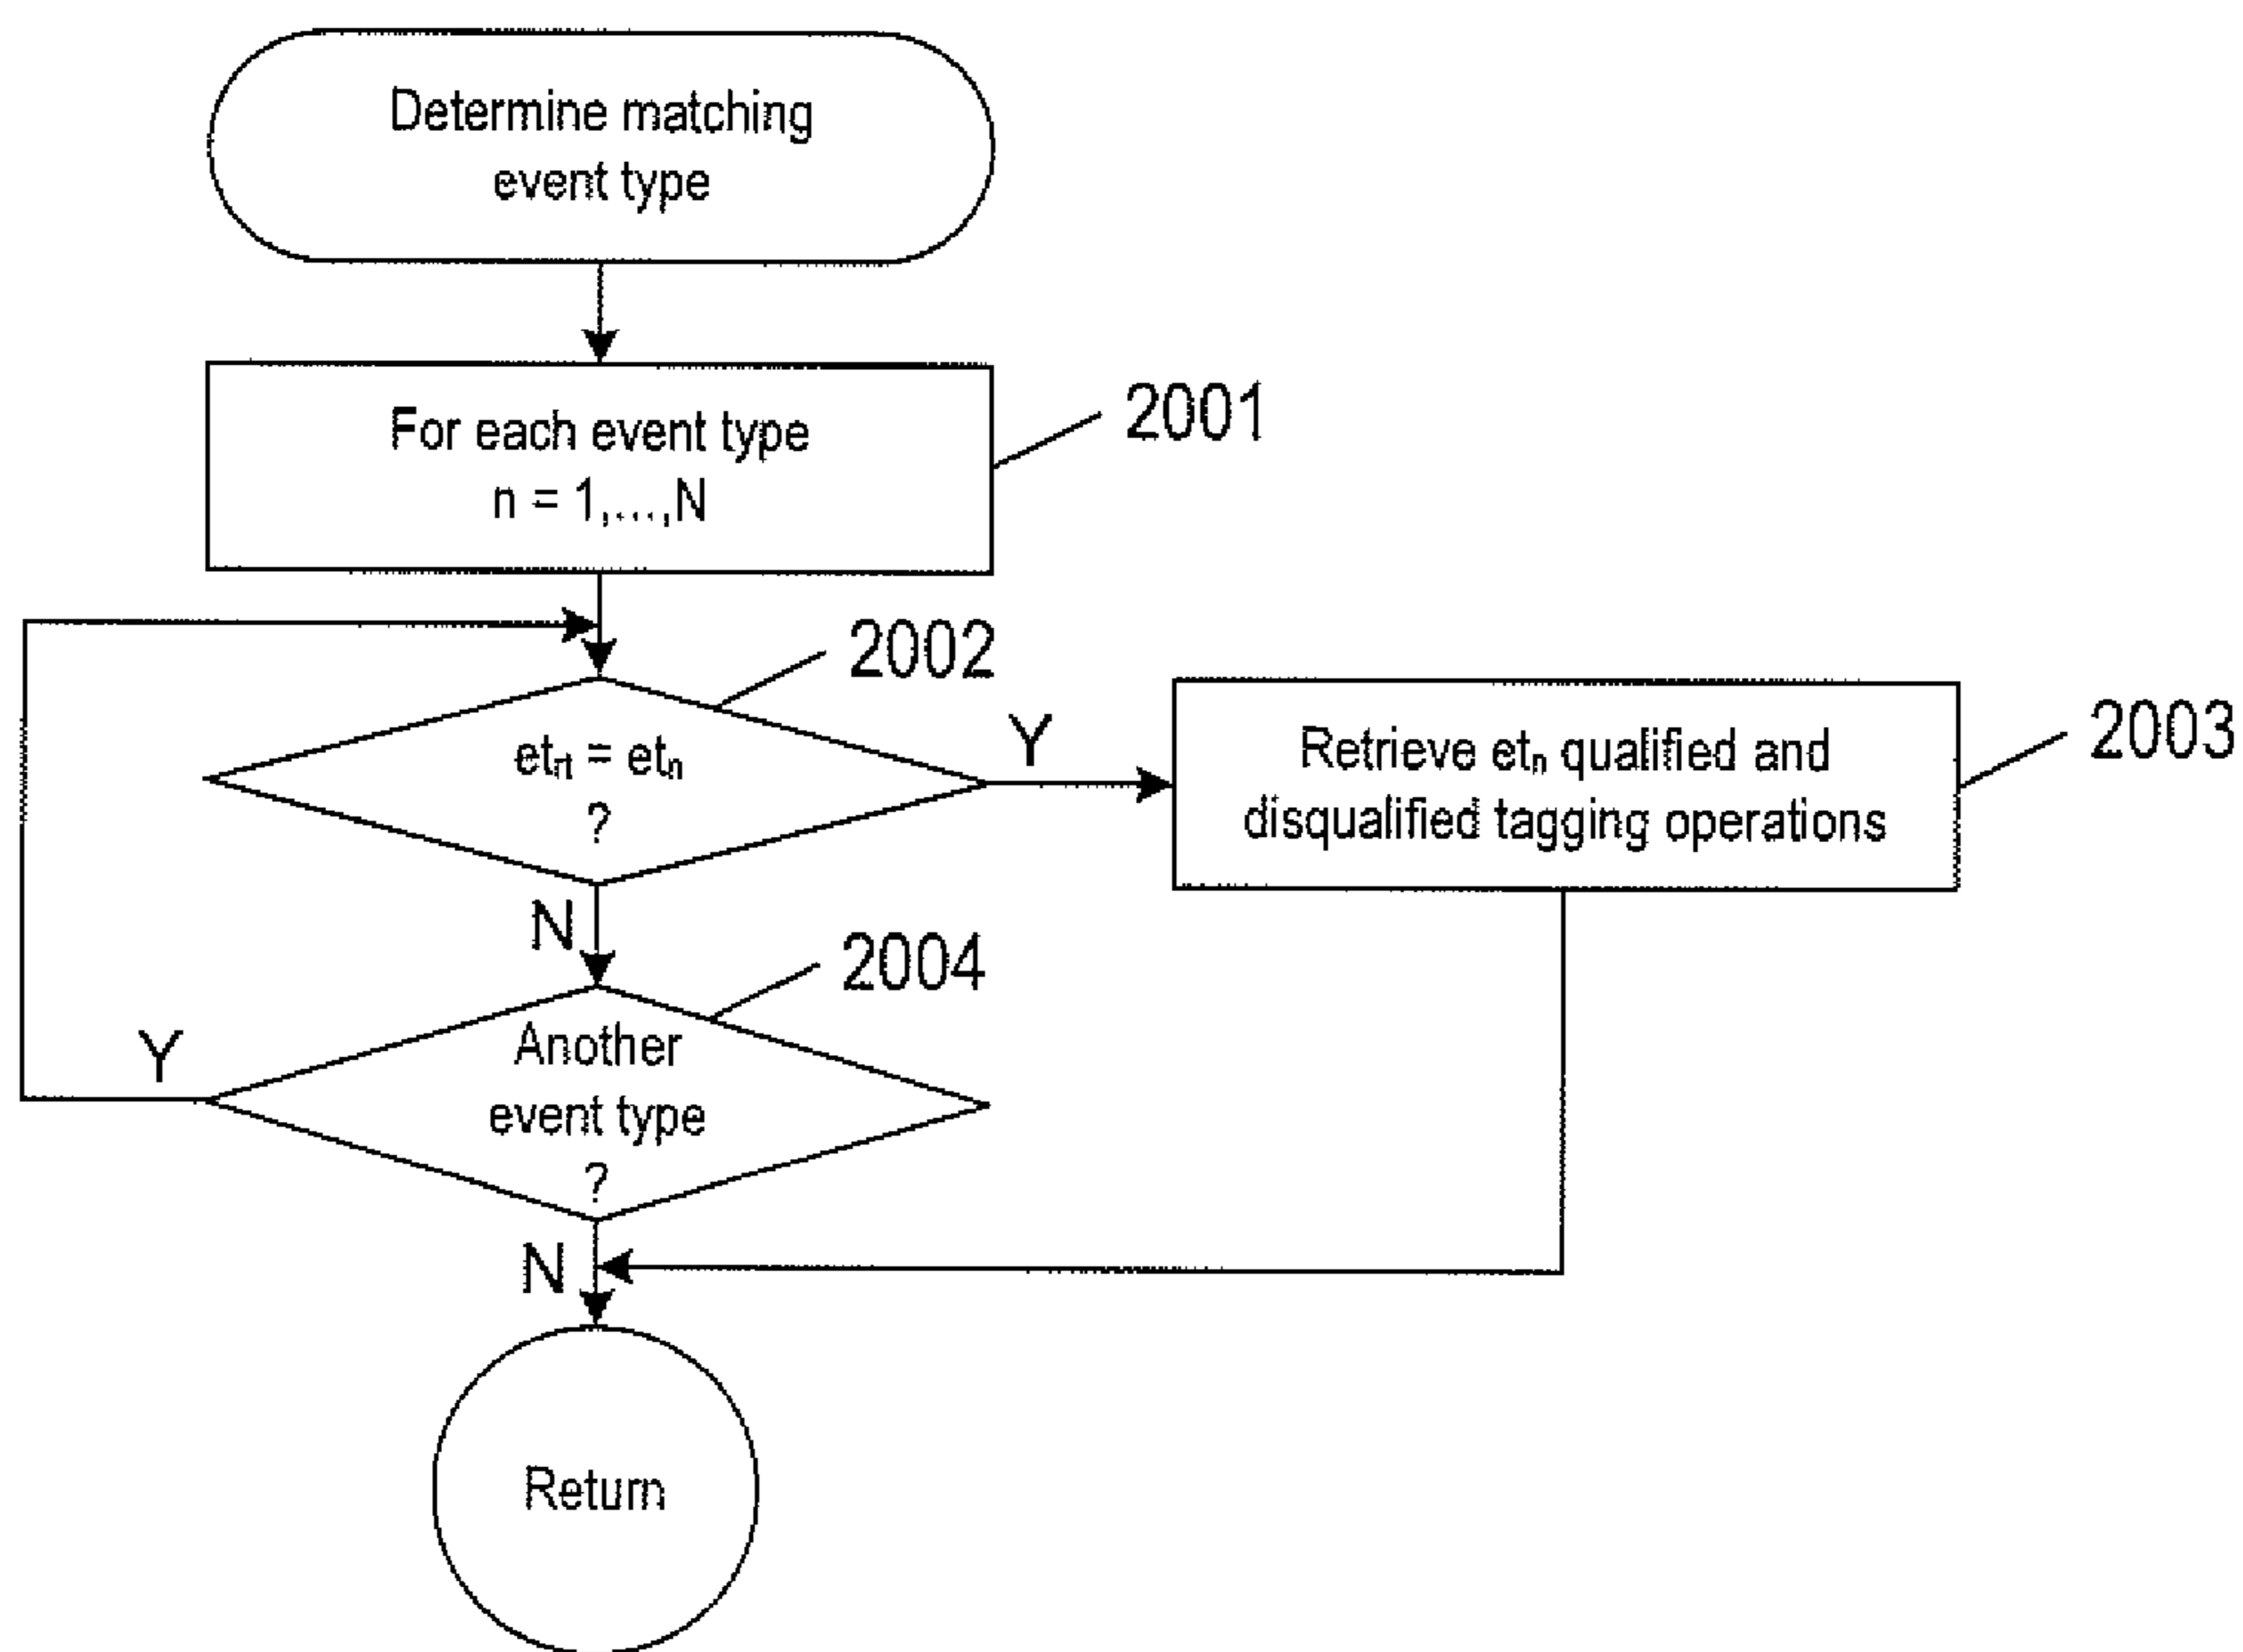 Determine matching
event type
For each event type
n = 1,...,N
2001
2002
etₙ = etₙ
?
Y
Retrieve etₙ qualified and
disqualified tagging operations
2003
N
2004
Another
event type
?
Y
N
Return